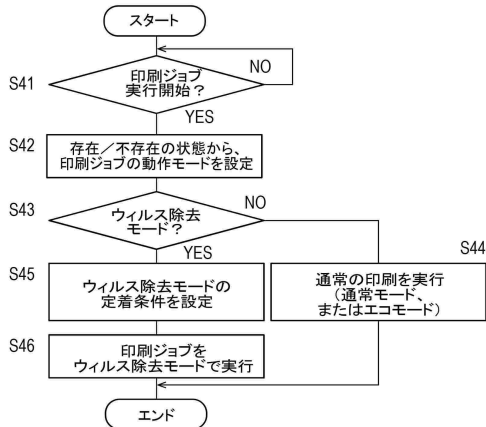 スタート
NO
S41
印刷ジョブ
実行開始？
YES
S42
存在／不存在の状態から、
印刷ジョブの動作モードを設定
S43
ウィルス除去
モード？
NO
YES
S44
S45
ウィルス除去モードの
定着条件を設定
通常の印刷を実行
（通常モード、
またはエコモード）
S46
印刷ジョブを
ウィルス除去モードで実行
エンド